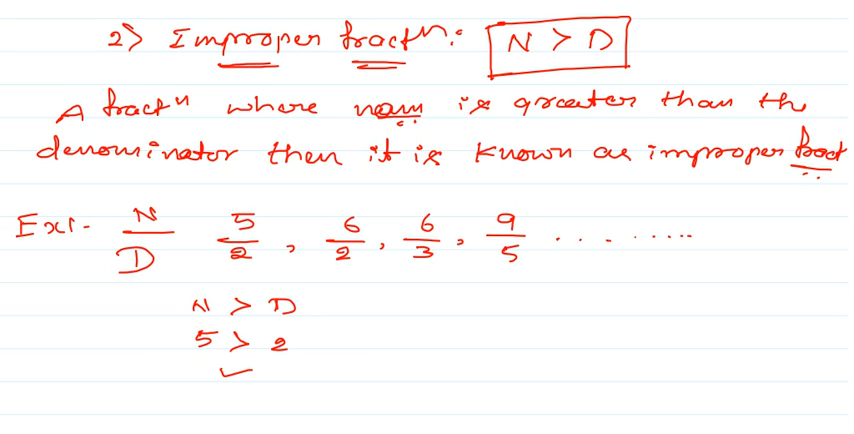 2) Improper fractn: N > D
A fractn where num is greater than the
denominator then it is known as improper fract
Ex:- N/D 5/2, 6/2, 6/3, 9/5 ..........
N > D
5 > 2
✓